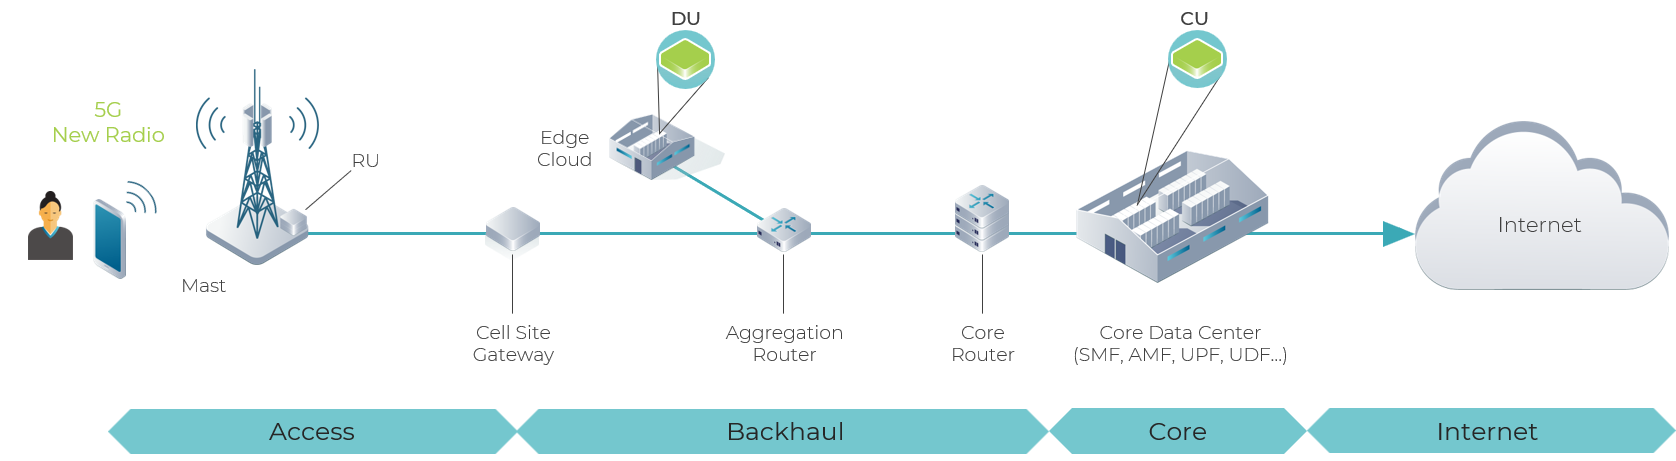 DU
CU
5G
New Radio
RU
Edge
Cloud
Mast
Internet
Cell Site
Gateway
Aggregation
Router
Core
Router
Core Data Center
(SMF, AMF, UPF, UDF...)
Access
Backhaul
Core
Internet